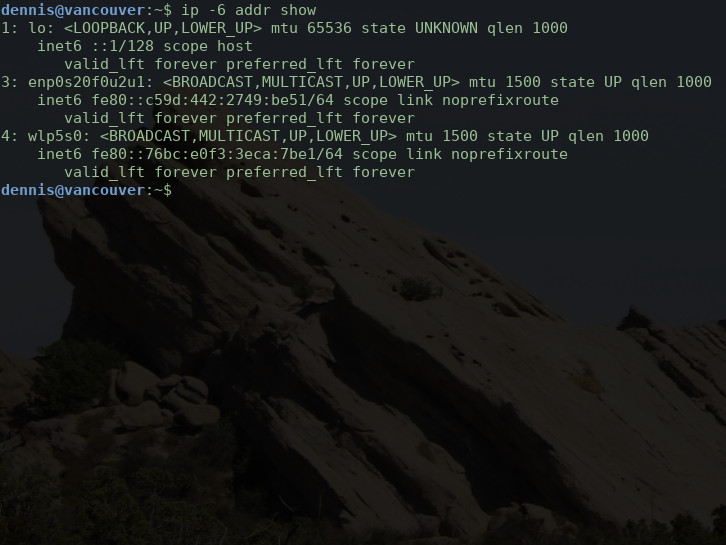 dennis@vancouver:~$ ip -6 addr show
1: lo: <LOOPBACK,UP,LOWER_UP> mtu 65536 state UNKNOWN qlen 1000
    inet6 ::1/128 scope host
       valid_lft forever preferred_lft forever
3: enp0s20f0u2u1: <BROADCAST,MULTICAST,UP,LOWER_UP> mtu 1500 state UP qlen 1000
    inet6 fe80::c59d:442:2749:be51/64 scope link noprefixroute
       valid_lft forever preferred_lft forever
4: wlp5s0: <BROADCAST,MULTICAST,UP,LOWER_UP> mtu 1500 state UP qlen 1000
    inet6 fe80::76bc:e0f3:3eca:7be1/64 scope link noprefixroute
       valid_lft forever preferred_lft forever
dennis@vancouver:~$